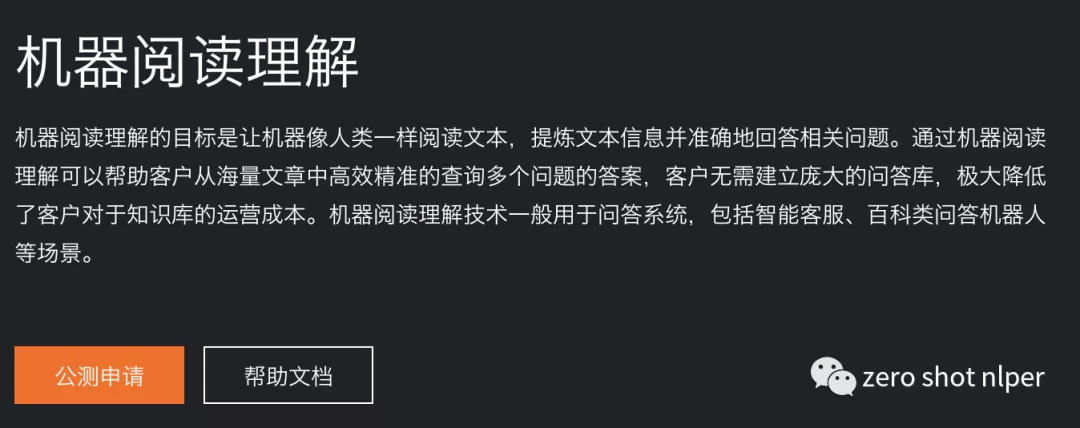 机器阅读理解
机器阅读理解的目标是让机器像人类一样阅读文本，提炼文本信息并准确地回答相关问题。通过机器阅读
理解可以帮助客户从海量文章中高效精准的查询多个问题的答案，客户无需建立庞大的问答库，极大降低
了客户对于知识库的运营成本。机器阅读理解技术一般用于问答系统，包括智能客服、百科类问答机器人
等场景。
公测申请
帮助文档
zero shot nlper